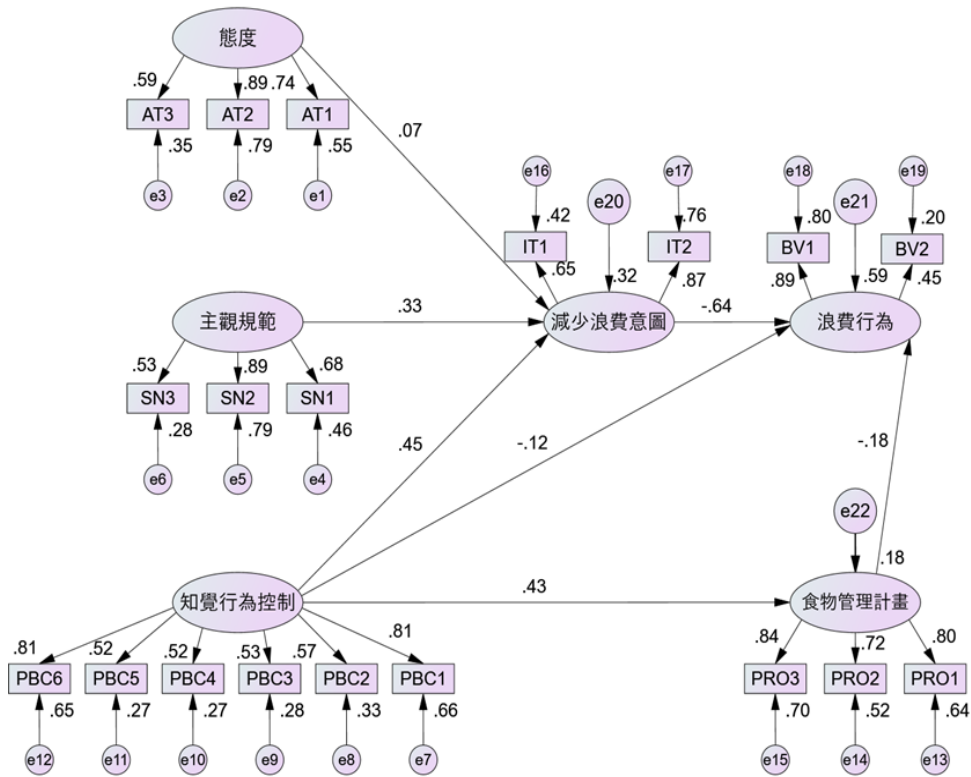 態度
.59
.89
.74
AT3
AT2
AT1
.35
.79
.55
e3
e2
e1
.07
e16
e17
e18
e19
e20
e21
.42
.76
.80
.20
IT1
IT2
BV1
BV2
.65
.32
.87
.89
.59
.45
主觀規範
.33
減少浪費意圖
-.64
浪費行為
.53
.89
.68
SN3
SN2
SN1
.28
.79
.46
e6
e5
e4
.45
-.12
-.18
e22
.18
知覺行為控制
.43
食物管理計畫
.81
.52
.52
.53
.57
.81
.84
.72
.80
PBC6
PBC5
PBC4
PBC3
PBC2
PBC1
PRO3
PRO2
PRO1
.65
.27
.27
.28
.33
.66
.70
.52
.64
e12
e11
e10
e9
e8
e7
e15
e14
e13